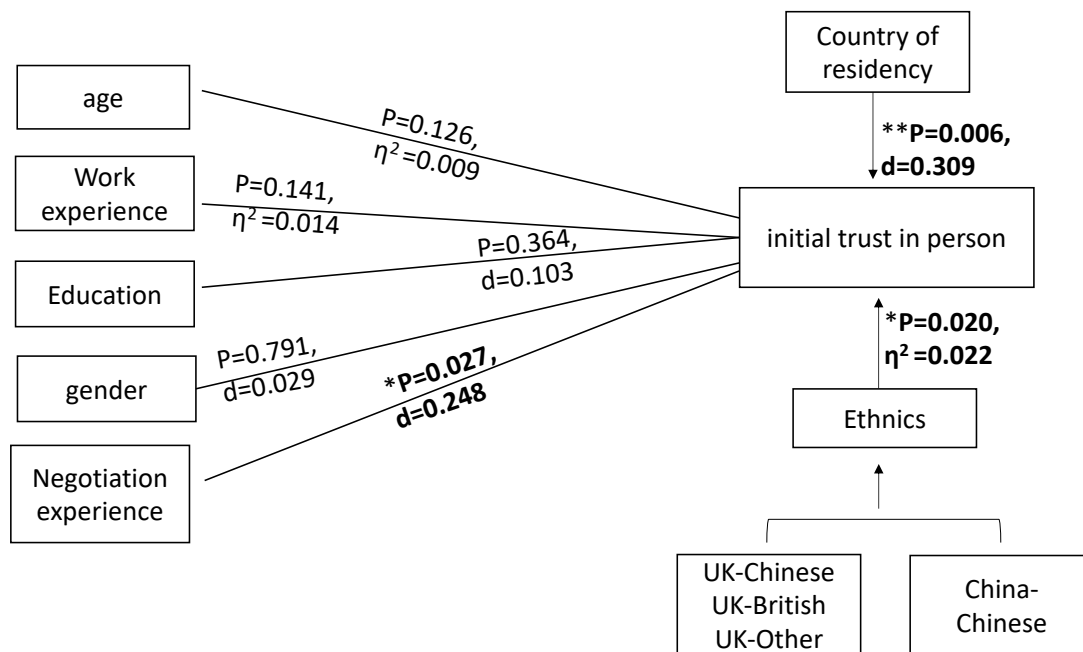 Country of
residency
age
P=0.126,
η²=0.009
**P=0.006,
d=0.309
Work
experience
P=0.141,
η²=0.014
initial trust in person
P=0.364,
d=0.103
Education
*P=0.020,
η²=0.022
P=0.791,
d=0.029
gender
*P=0.027,
d=0.248
Ethnics
Negotiation
experience
UK-Chinese
UK-British
UK-Other
China-
Chinese